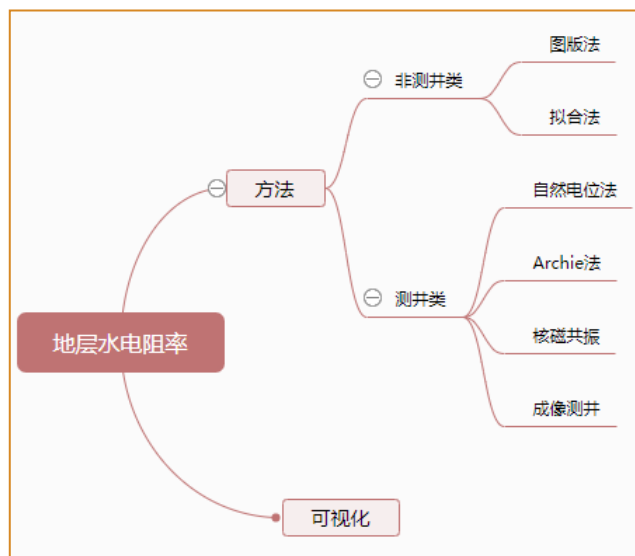 图版法
非测井类
拟合法
方法
自然电位法
Archie法
测井类
核磁共振
地层水电阻率
成像测井
可视化